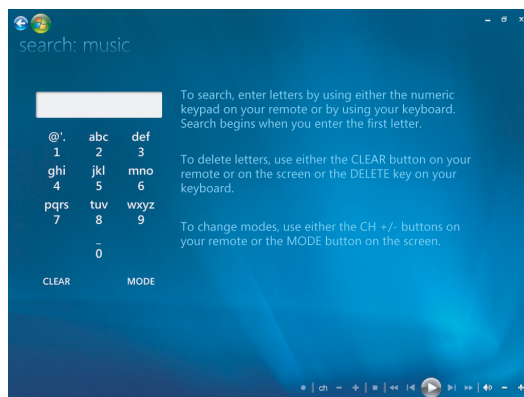 search: music
To search, enter letters by using either the numeric
keypad on your remote or by using your keyboard.
Search begins when you enter the first letter.
@'. abc def
1 2 3
ghi jkl mno
4 5 6
pqrs tuv wxyz
7 8 9
_
0
CLEAR MODE
To delete letters, use either the CLEAR button on your
remote or on the screen or the DELETE key on your
keyboard.
To change modes, use either the CH +/- buttons on
your remote or the MODE button on the screen.
ch - +
- +